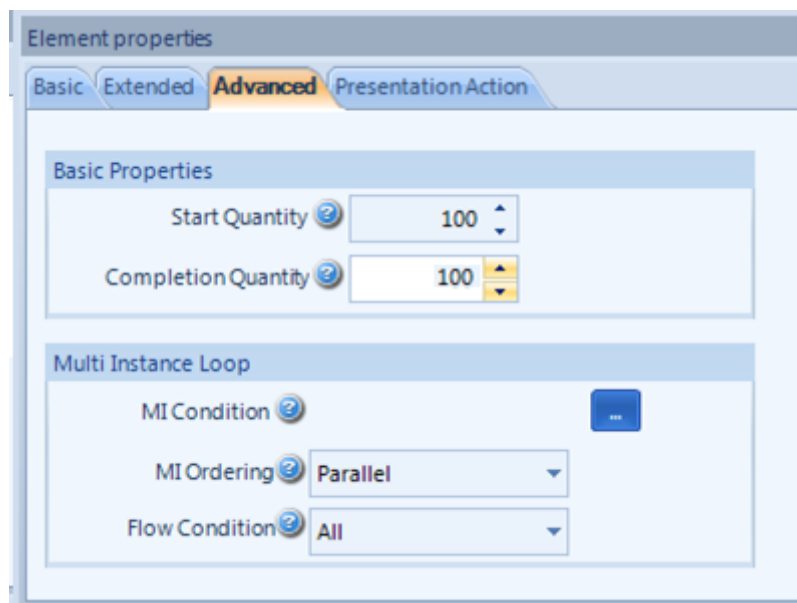 Element properties
Basic Extended Advanced Presentation Action
Basic Properties
Start Quantity ? 100
Completion Quantity ? 100
Multi Instance Loop
MI Condition ? ...
MI Ordering ? Parallel
Flow Condition ? All